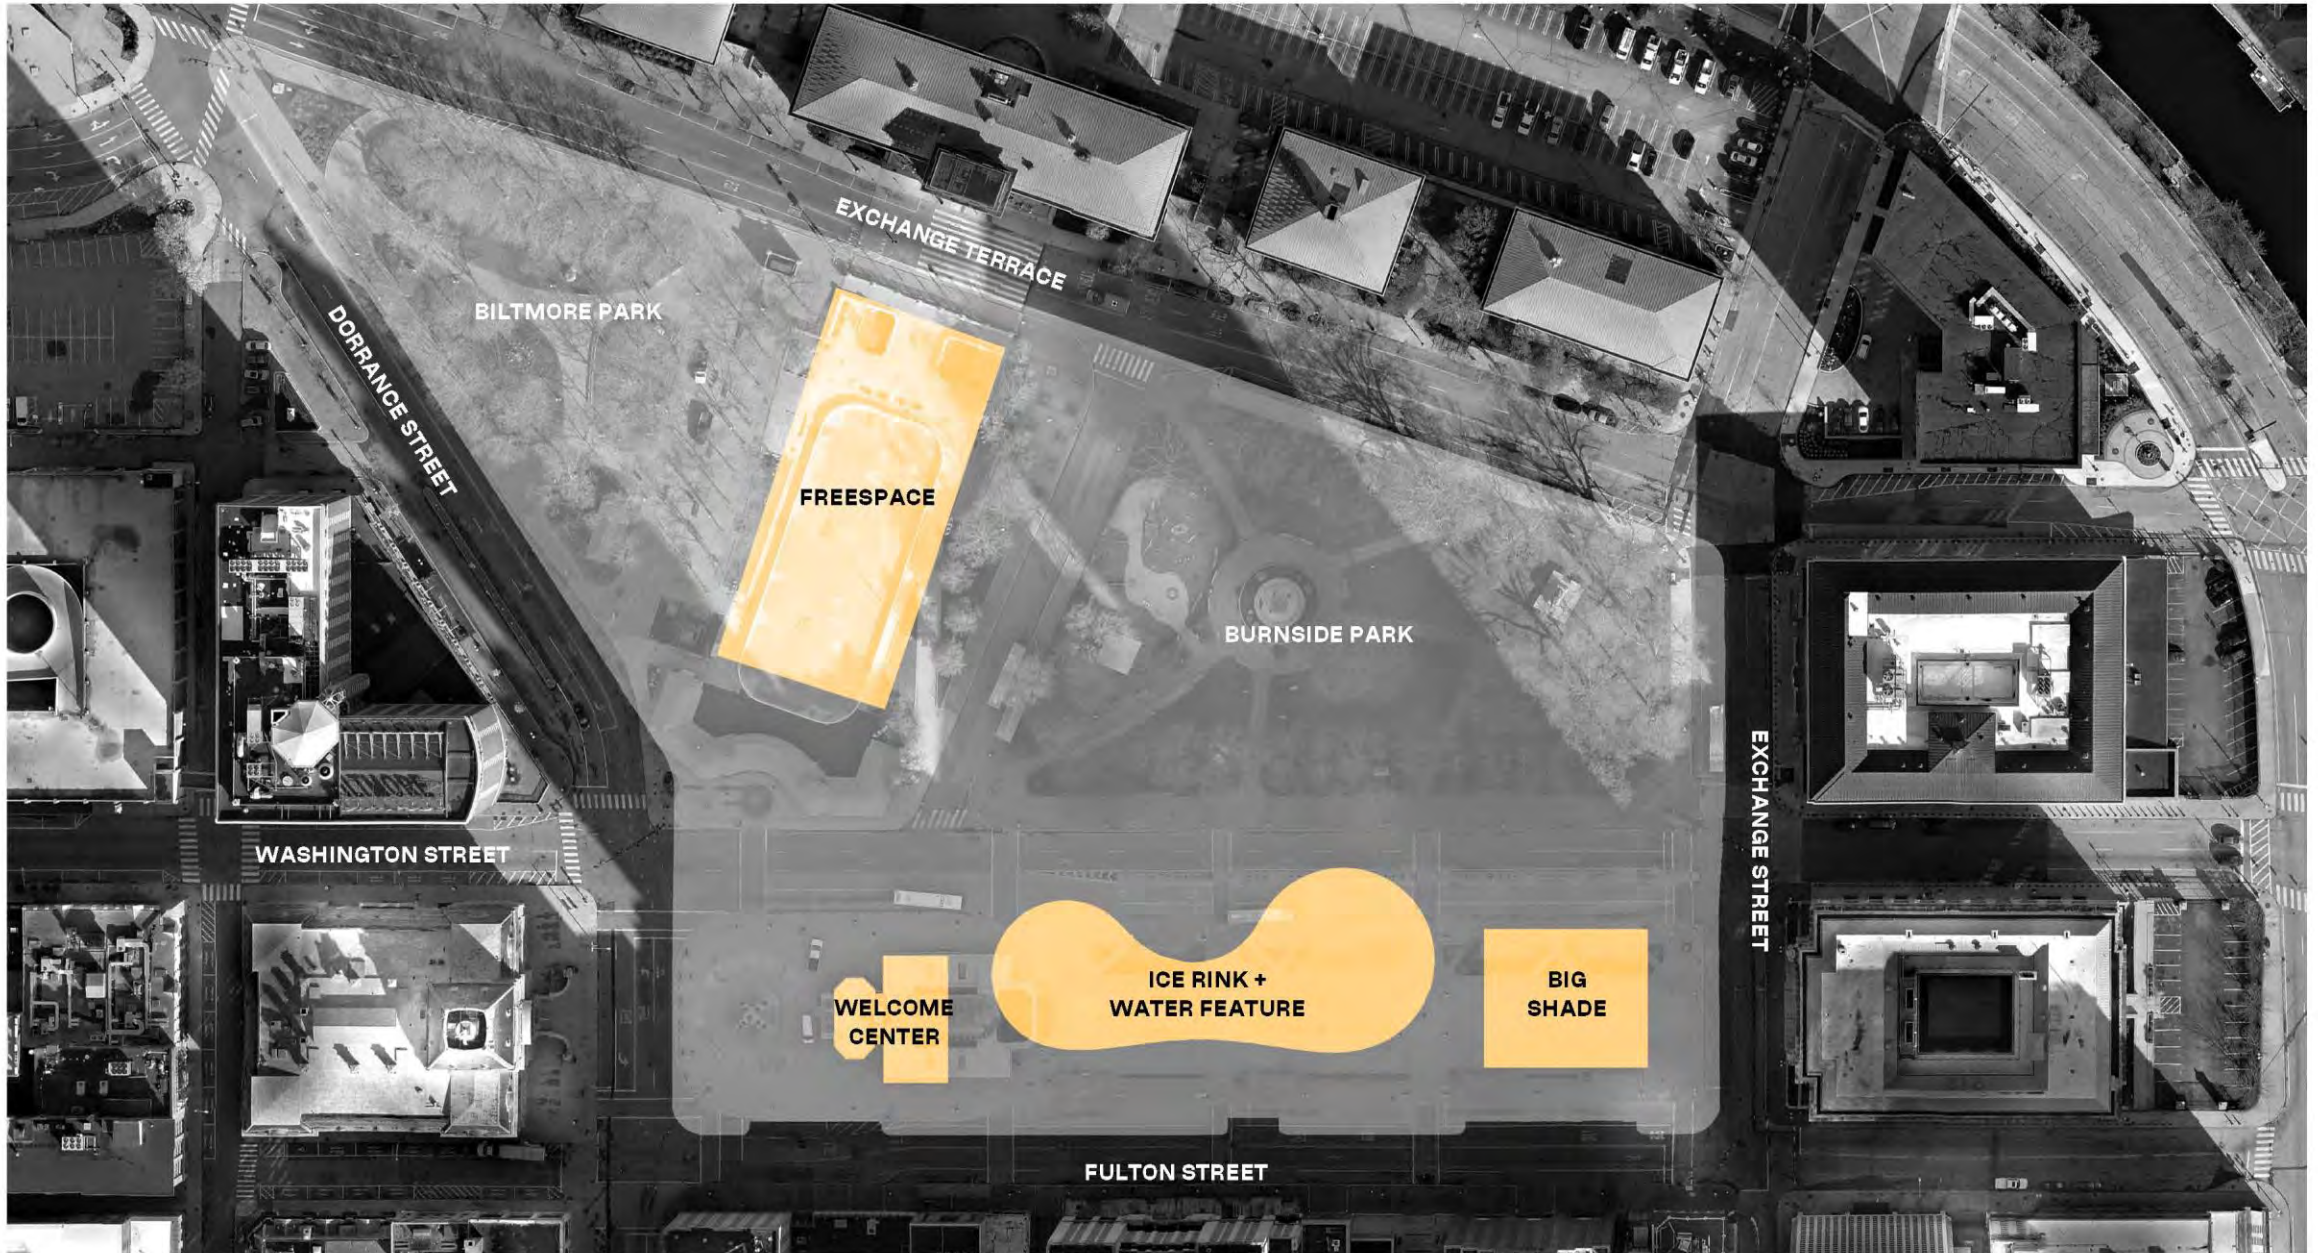 EXCHANGE TERRACE
BILTMORE PARK
DORRANCE STREET
FREESPACE
BURNSIDE PARK
EXCHANGE STREET
WASHINGTON STREET
WELCOME
CENTER
ICE RINK +
WATER FEATURE
BIG
SHADE
FULTON STREET